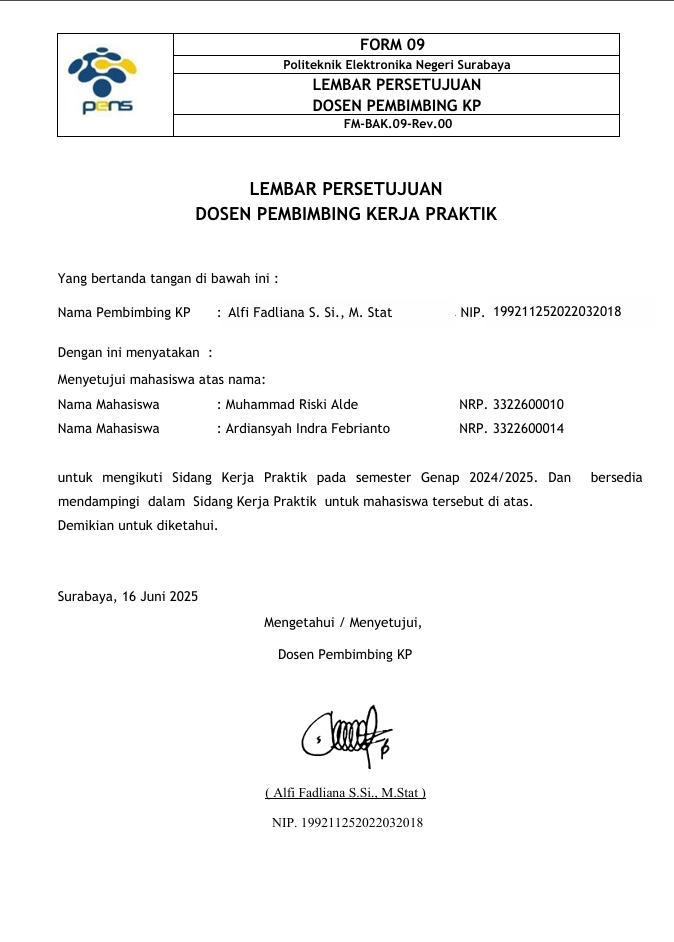 pens
FORM 09
Politeknik Elektronika Negeri Surabaya
LEMBAR PERSETUJUAN
DOSEN PEMBIMBING KP
FM-BAK.09-Rev.00
LEMBAR PERSETUJUAN
DOSEN PEMBIMBING KERJA PRAKTIK
Yang bertanda tangan di bawah ini :
Nama Pembimbing KP : Alfi Fadliana S. Si., M. Stat NIP. 199211252022032018
Dengan ini menyatakan :
Menyetujui mahasiswa atas nama:
Nama Mahasiswa : Muhammad Riski Alde NRP. 3322600010
Nama Mahasiswa : Ardiansyah Indra Febrianto NRP. 3322600014
untuk mengikuti Sidang Kerja Praktik pada semester Genap 2024/2025. Dan bersedia
mendampingi dalam Sidang Kerja Praktik untuk mahasiswa tersebut di atas.
Demikian untuk diketahui.
Surabaya, 16 Juni 2025
Mengetahui / Menyetujui,
Dosen Pembimbing KP
( Alfi Fadliana S.Si., M.Stat )
NIP. 199211252022032018